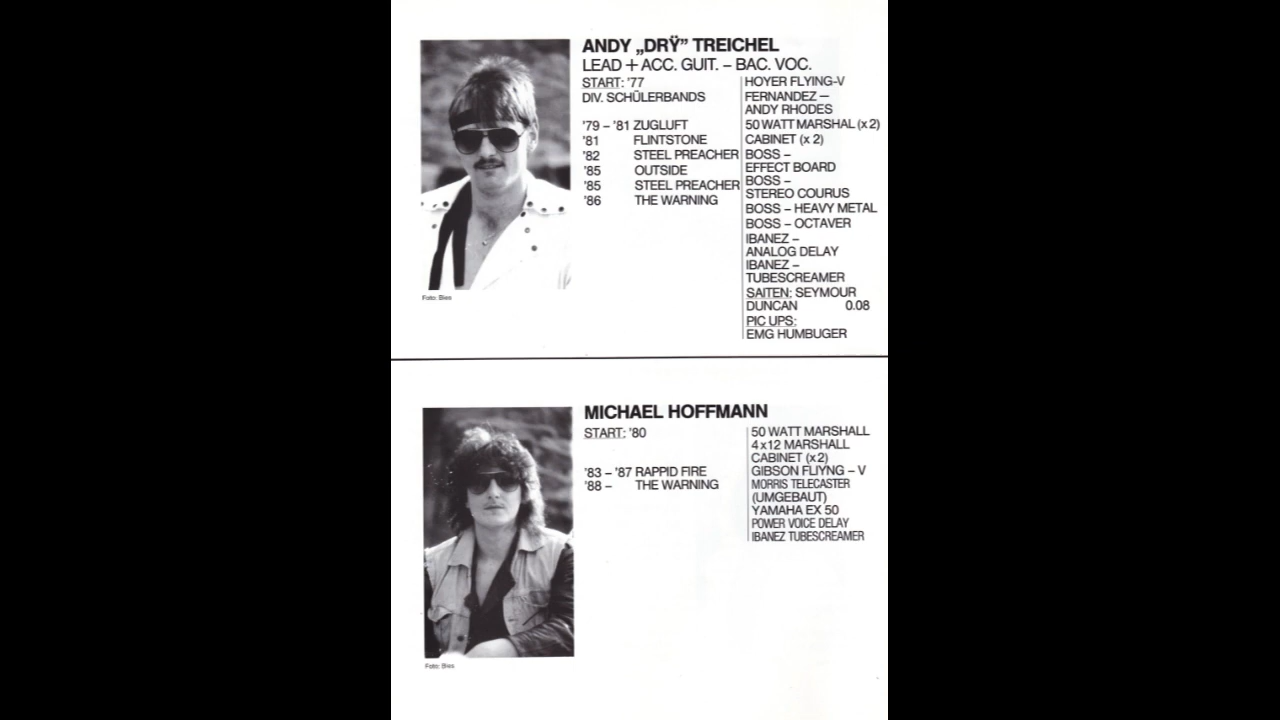 ANDY „DRŸ” TREICHEL
LEAD + ACC. GUIT. – BAC. VOC.
START: '77
DIV. SCHÜLERBANDS
'79 – '81 ZUGLUFT
'81 FLINTSTONE
'82 STEEL PREACHER
'85 OUTSIDE
'85 STEEL PREACHER
'86 THE WARNING
HOYER FLYING-V
FERNANDEZ –
ANDY RHODES
50 WATT MARSHAL (x 2)
CABINET (x 2)
BOSS –
EFFECT BOARD
BOSS –
STEREO COURUS
BOSS – HEAVY METAL
BOSS – OCTAVER
IBANEZ –
ANALOG DELAY
IBANEZ –
TUBESCREAMER
SAITEN: SEYMOUR
DUNCAN 0.08
PIC UPS:
EMG HUMBUGER
Foto: Bies
MICHAEL HOFFMANN
START: '80
'83 – '87 RAPPID FIRE
'88 – THE WARNING
50 WATT MARSHALL
4x12 MARSHALL
CABINET (x2)
GIBSON FLIYNG – V
MORRIS TELECASTER
(UMGEBAUT)
YAMAHA EX 50
POWER VOICE DELAY
IBANEZ TUBESCREAMER
Foto: Bies